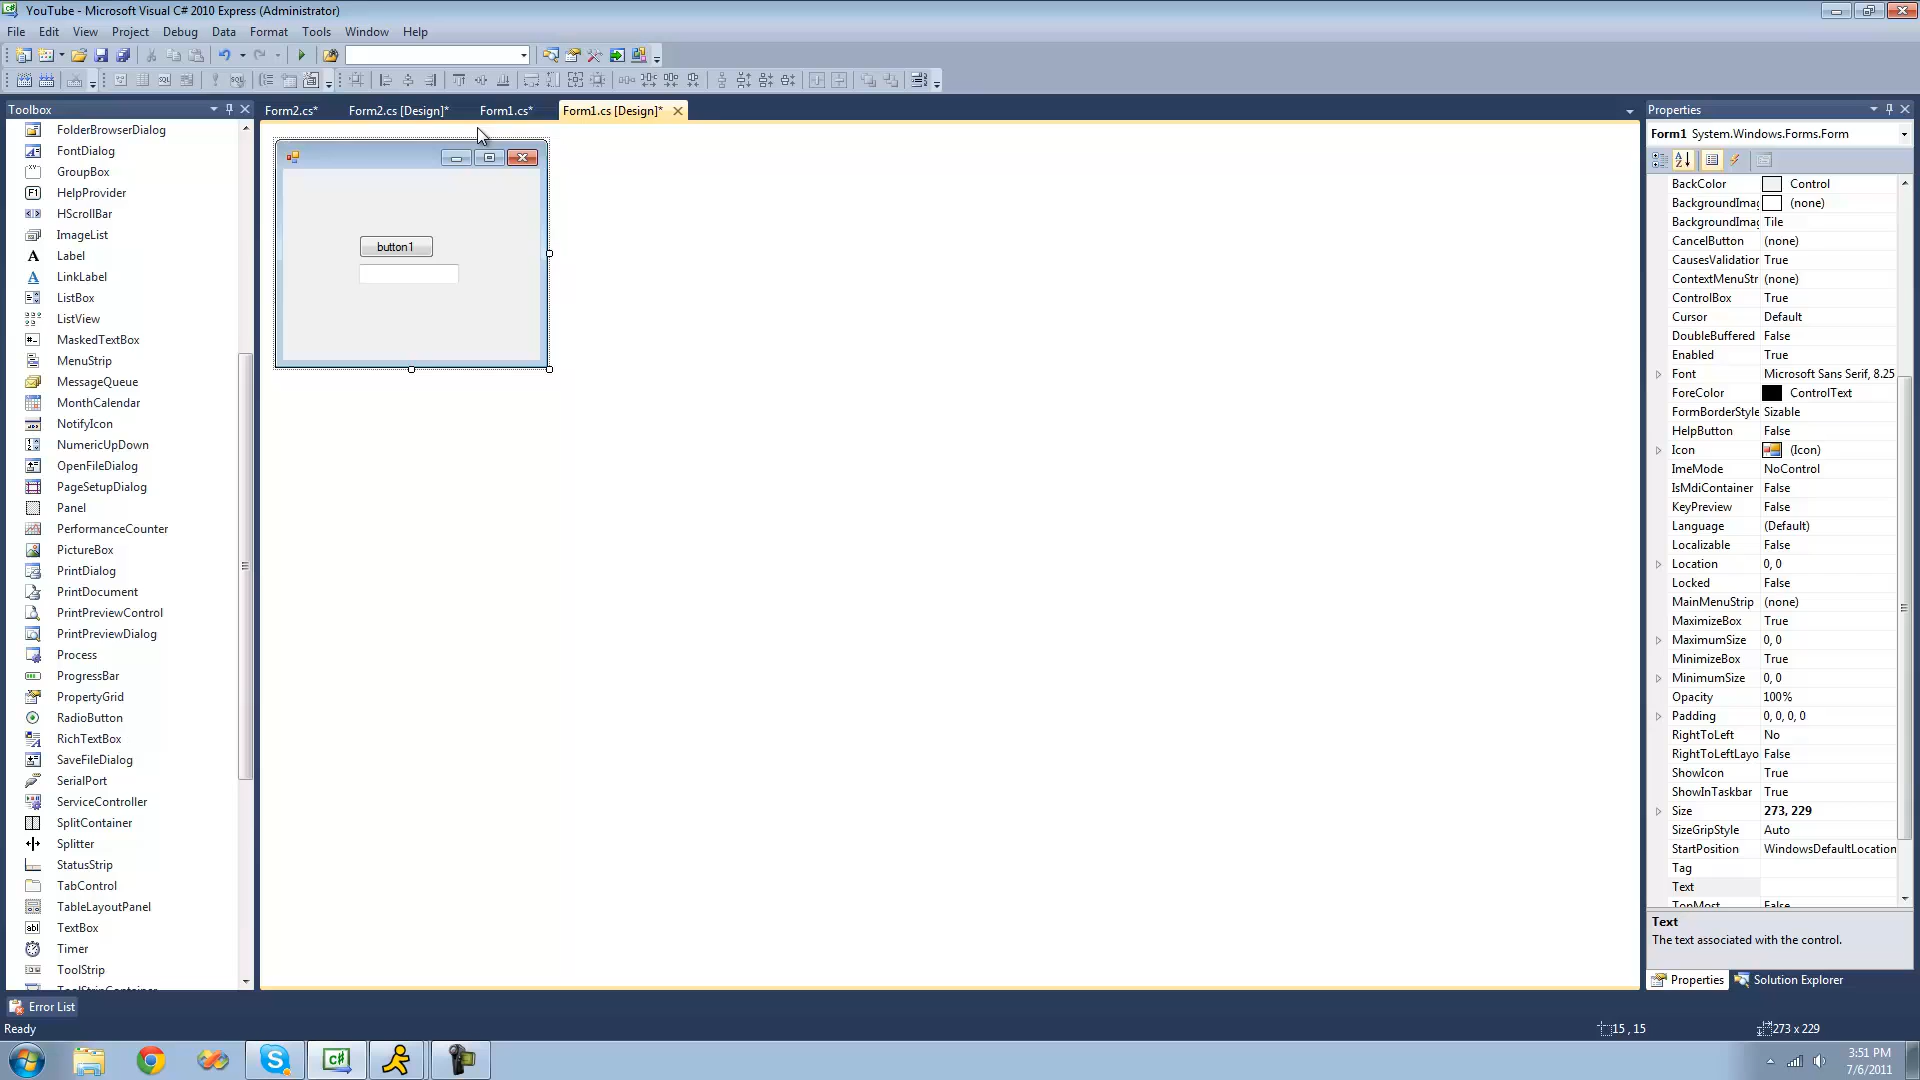 YouTube - Microsoft Visual C# 2010 Express (Administrator)
File Edit View Project Debug Data Format Tools Window Help
Toolbox
Form2.cs* Form2.cs [Design]* Form1.cs* Form1.cs [Design]*
Properties
FolderBrowserDialog
FontDialog
GroupBox
HelpProvider
HScrollBar
ImageList
Label
LinkLabel
ListBox
ListView
MaskedTextBox
MenuStrip
MessageQueue
MonthCalendar
NotifyIcon
NumericUpDown
OpenFileDialog
PageSetupDialog
Panel
PerformanceCounter
PictureBox
PrintDialog
PrintDocument
PrintPreviewControl
PrintPreviewDialog
Process
ProgressBar
PropertyGrid
RadioButton
RichTextBox
SaveFileDialog
SerialPort
ServiceController
SplitContainer
Splitter
StatusStrip
TabControl
TableLayoutPanel
TextBox
Timer
ToolStrip
ToolStripContainer
button1
Form1 System.Windows.Forms.Form
BackColor Control
BackgroundImag (none)
BackgroundImag Tile
CancelButton (none)
CausesValidation True
ContextMenuStr (none)
ControlBox True
Cursor Default
DoubleBuffered False
Enabled True
Font Microsoft Sans Serif, 8.25
ForeColor ControlText
FormBorderStyle Sizable
HelpButton False
Icon (Icon)
ImeMode NoControl
IsMdiContainer False
KeyPreview False
Language (Default)
Localizable False
Location 0, 0
Locked False
MainMenuStrip (none)
MaximizeBox True
MaximumSize 0, 0
MinimizeBox True
MinimumSize 0, 0
Opacity 100%
Padding 0, 0, 0, 0
RightToLeft No
RightToLeftLayo False
ShowIcon True
ShowInTaskbar True
Size 273, 229
SizeGripStyle Auto
StartPosition WindowsDefaultLocation
Tag
Text
TopMost False
Text
The text associated with the control.
Properties Solution Explorer
Error List
Ready 15 , 15 273 x 229
3:51 PM
7/6/2011